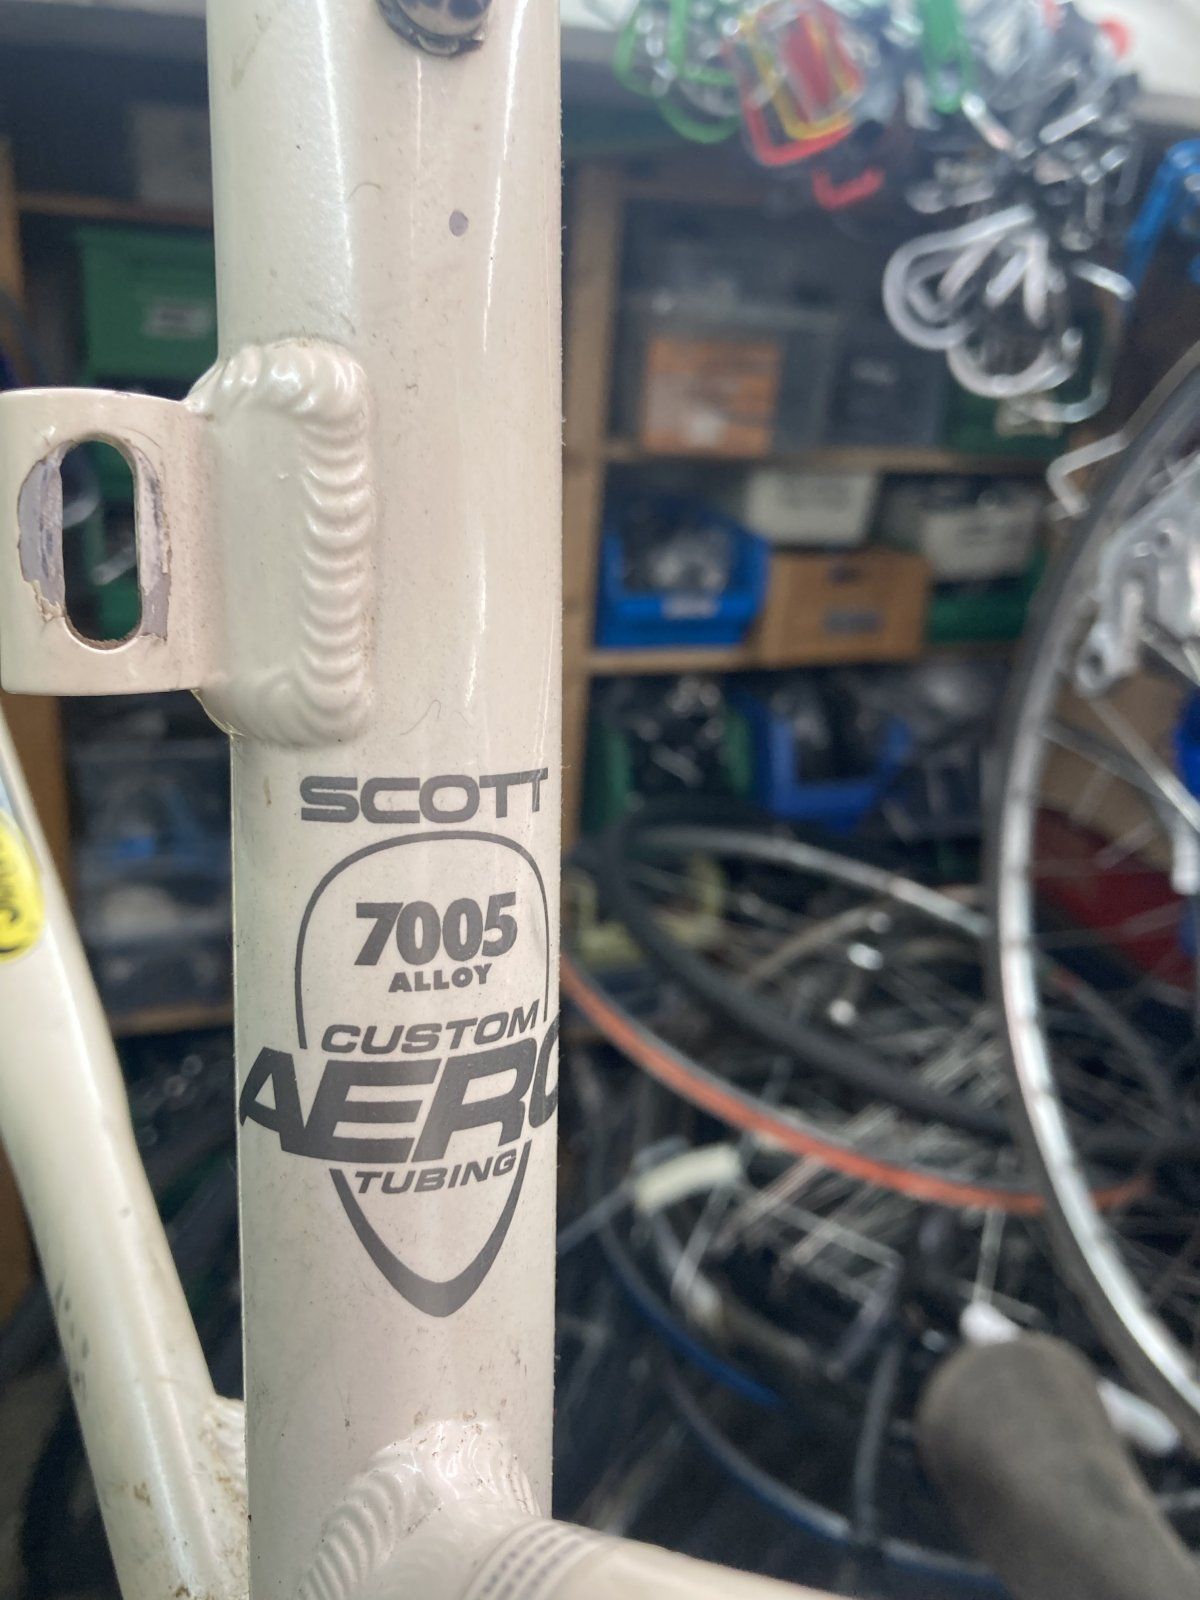 SCOTT
7005
ALLOY
CUSTOM
AERO
TUBING